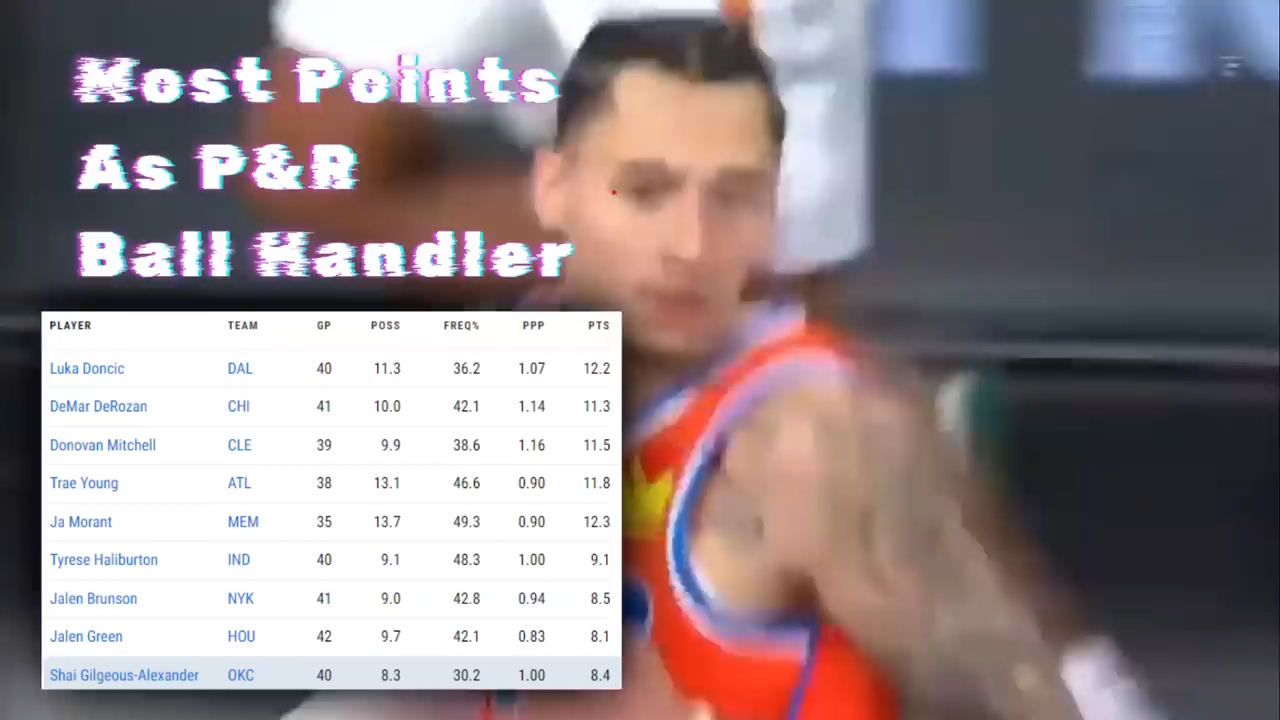 Most Points
As P&R
Ball Handler
PLAYER TEAM GP POSS FREQ% PPP PTS
Luka Doncic DAL 40 11.3 36.2 1.07 12.2
DeMar DeRozan CHI 41 10.0 42.1 1.14 11.3
Donovan Mitchell CLE 39 9.9 38.6 1.16 11.5
Trae Young ATL 38 13.1 46.6 0.90 11.8
Ja Morant MEM 35 13.7 49.3 0.90 12.3
Tyrese Haliburton IND 40 9.1 48.3 1.00 9.1
Jalen Brunson NYK 41 9.0 42.8 0.94 8.5
Jalen Green HOU 42 9.7 42.1 0.83 8.1
Shai Gilgeous-Alexander OKC 40 8.3 30.2 1.00 8.4